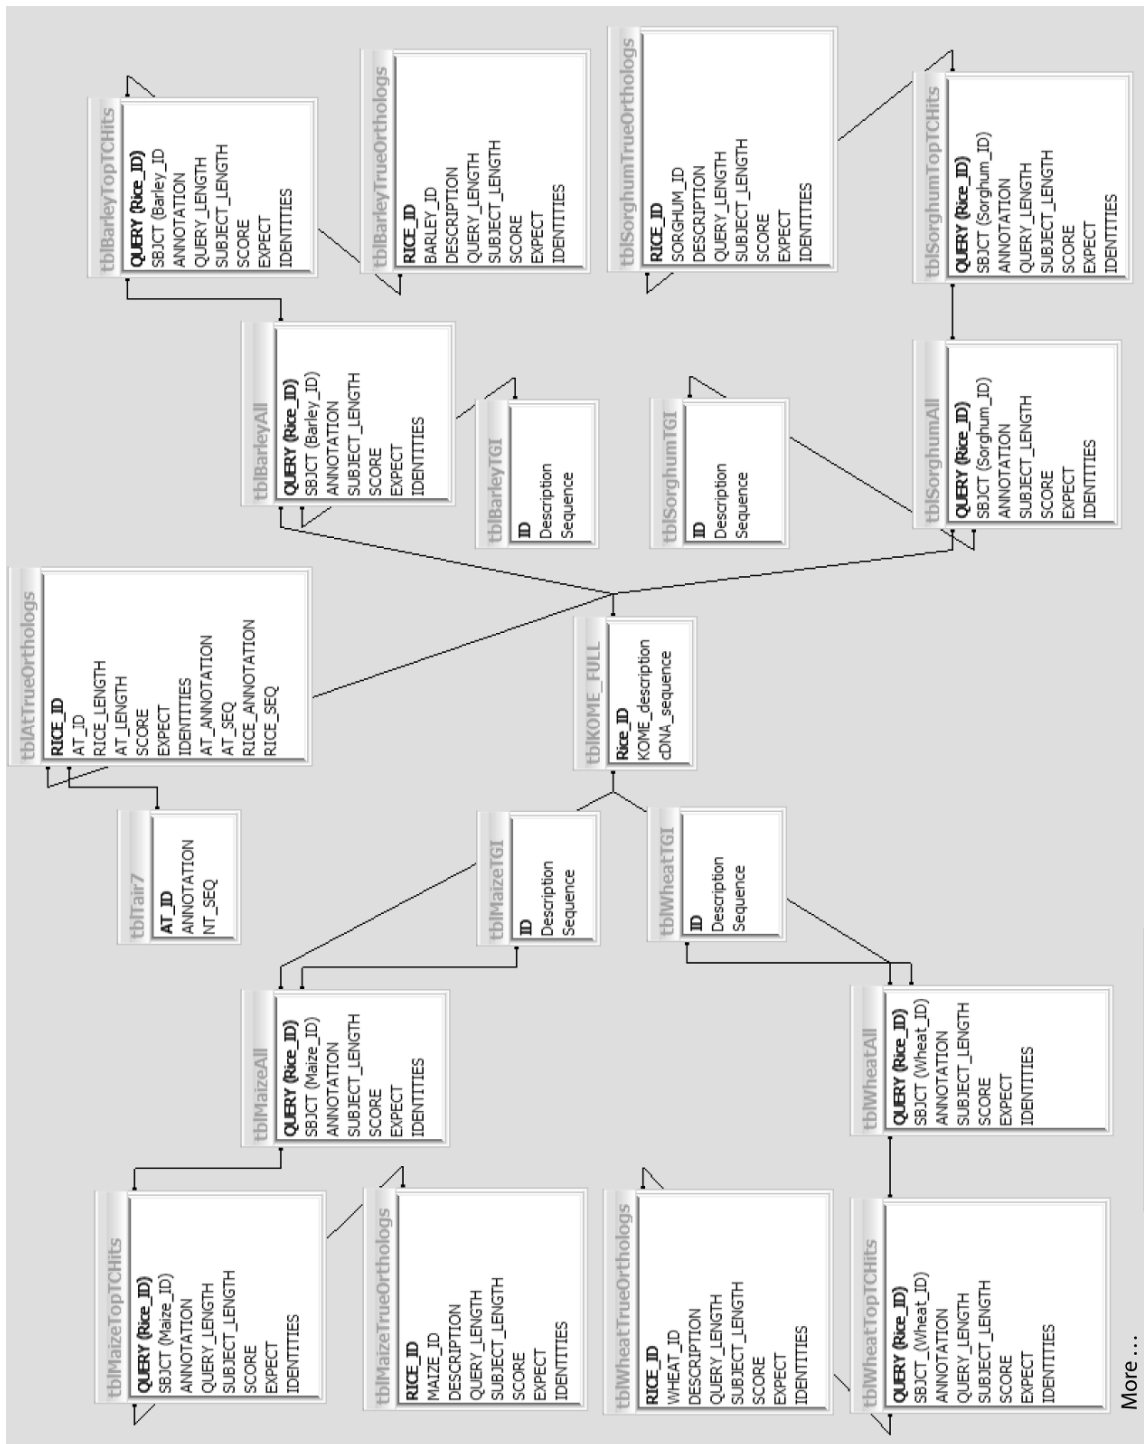 tblMaizeTopTCHits
QUERY (Rice_ID)
SBJCT (Maize_ID)
ANNOTATION
QUERY_LENGTH
SUBJECT_LENGTH
SCORE
EXPECT
IDENTITIES
tblTair7
AT_ID
ANNOTATION
NT_SEQ
tblAtTrueOrthologs
RICE_ID
AT_ID
RICE_LENGTH
AT_LENGTH
SCORE
EXPECT
IDENTITIES
AT_ANNOTATION
AT_SEQ
RICE_ANNOTATION
RICE_SEQ
tblBarleyTopTCHits
QUERY (Rice_ID)
SBJCT (Barley_ID
ANNOTATION
QUERY_LENGTH
SUBJECT_LENGTH
SCORE
EXPECT
IDENTITIES
tblMaizeAll
QUERY (Rice_ID)
SBJCT (Maize_ID)
ANNOTATION
SUBJECT_LENGTH
SCORE
EXPECT
IDENTITIES
tblBarleyAll
QUERY (Rice_ID)
SBJCT (Barley_ID)
ANNOTATION
SUBJECT_LENGTH
SCORE
EXPECT
IDENTITIES
tblMaizeTrueOrthologs
RICE_ID
MAIZE_ID
DESCRIPTION
QUERY_LENGTH
SUBJECT_LENGTH
SCORE
EXPECT
IDENTITIES
tblBarleyTrueOrthologs
RICE_ID
BARLEY_ID
DESCRIPTION
QUERY_LENGTH
SUBJECT_LENGTH
SCORE
EXPECT
IDENTITIES
tblMaizeTGI
ID
Description
Sequence
tblBarleyTGI
ID
Description
Sequence
tblKOME_FULL
Rice_ID
KOME_description
cDNA_sequence
tblWheatTrueOrthologs
RICE_ID
WHEAT_ID
DESCRIPTION
QUERY_LENGTH
SUBJECT_LENGTH
SCORE
EXPECT
IDENTITIES
tblWheatTGI
ID
Description
Sequence
tblSorghumTGI
ID
Description
Sequence
tblSorghumTrueOrthologs
RICE_ID
SORGHUM_ID
DESCRIPTION
QUERY_LENGTH
SUBJECT_LENGTH
SCORE
EXPECT
IDENTITIES
tblWheatTopTCHits
QUERY (Rice_ID)
SBJCT_(Wheat_ID)
ANNOTATION
QUERY_LENGTH
SUBJECT_LENGTH
SCORE
EXPECT
IDENTITIES
tblWheatAll
QUERY (Rice_ID)
SBJCT (Wheat_ID)
ANNOTATION
SUBJECT_LENGTH
SCORE
EXPECT
IDENTITIES
tblSorghumAll
QUERY (Rice_ID)
SBJCT (Sorghum_ID)
ANNOTATION
SUBJECT_LENGTH
SCORE
EXPECT
IDENTITIES
tblSorghumTopTCHits
QUERY (Rice_ID)
SBJCT (Sorghum_ID)
ANNOTATION
QUERY_LENGTH
SUBJECT_LENGTH
SCORE
EXPECT
IDENTITIES
More...